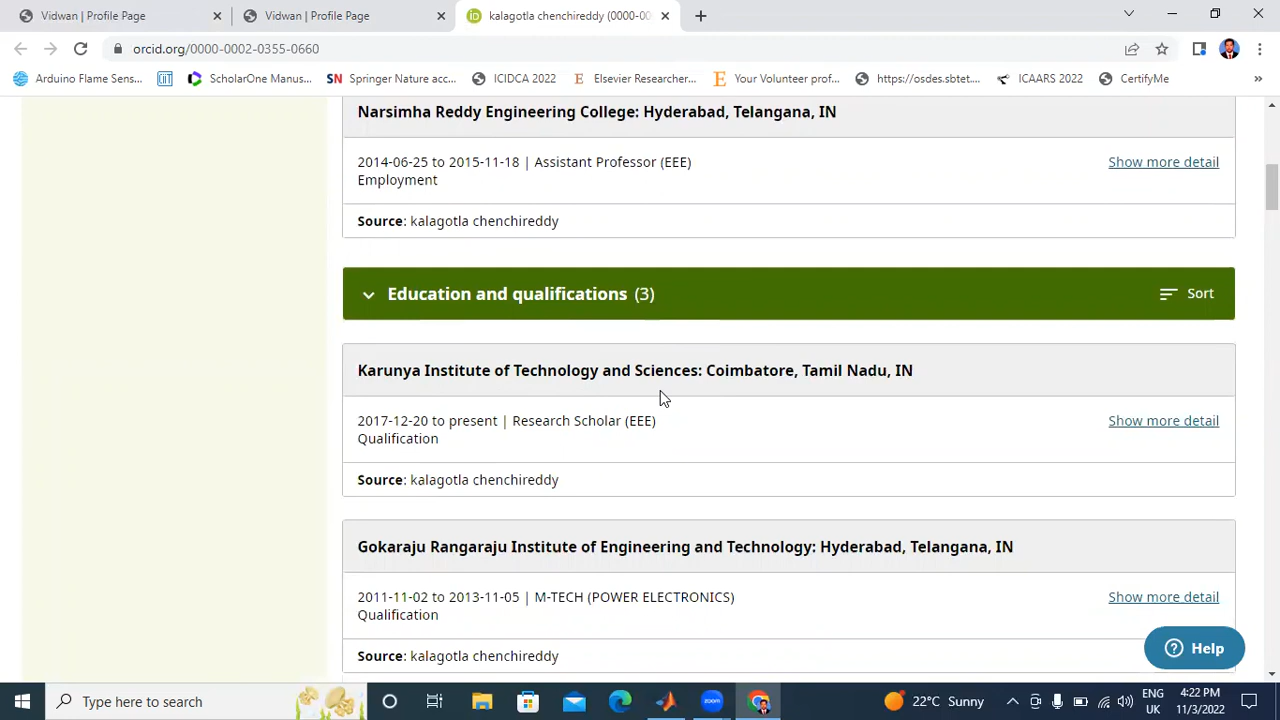 Vidwan | Profile Page
Vidwan | Profile Page
kalagotla chenchireddy (0000-00
orcid.org/0000-0002-0355-0660
Arduino Flame Sens...
ScholarOne Manus...
SN Springer Nature acc...
ICIDCA 2022
E Elsevier Researcher...
E Your Volunteer prof...
https://osdes.sbtet....
ICAARS 2022
CertifyMe
»
Narsimha Reddy Engineering College: Hyderabad, Telangana, IN
2014-06-25 to 2015-11-18 | Assistant Professor (EEE)
Show more detail
Employment
Source: kalagotla chenchireddy
Education and qualifications (3)
Sort
Karunya Institute of Technology and Sciences: Coimbatore, Tamil Nadu, IN
2017-12-20 to present | Research Scholar (EEE)
Show more detail
Qualification
Source: kalagotla chenchireddy
Gokaraju Rangaraju Institute of Engineering and Technology: Hyderabad, Telangana, IN
2011-11-02 to 2013-11-05 | M-TECH (POWER ELECTRONICS)
Show more detail
Qualification
Source: kalagotla chenchireddy
Help
Type here to search
zoom
22°C Sunny
ENG
UK
4:22 PM
11/3/2022